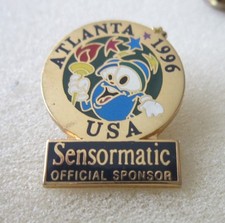 ATLANTA 1996
USA
Sensormatic
OFFICIAL SPONSOR